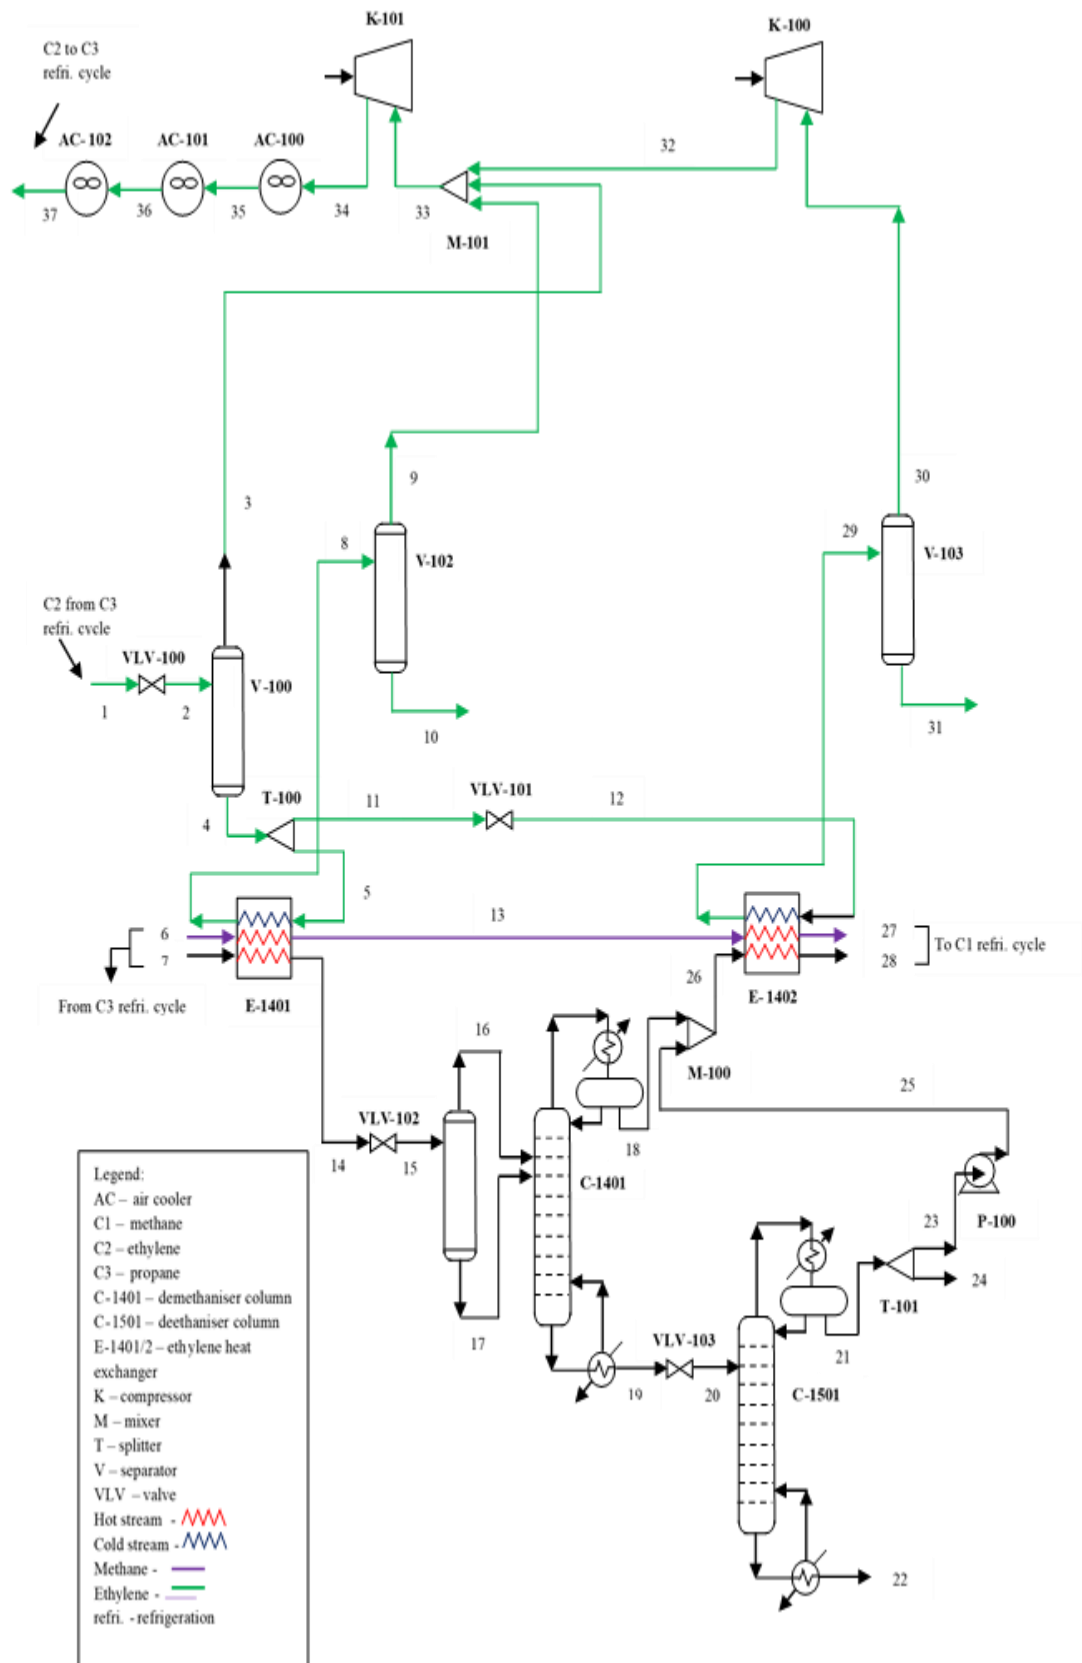 K-101
K-100
C2 to C3
refri. cycle
AC-102
AC-101
AC-100
32
37
36
35
34
33
M-101
3
9
30
8
V-102
29
V-103
C2 from C3
refri. cycle
VLV-100
V-100
1
2
10
31
T-100
11
VLV-101
12
4
5
13
6
7
27
28
To C1 refri. cycle
26
From C3 refri. cycle
E-1401
E-1402
16
M-100
25
VLV-102
14
15
18
C-1401
P-100
23
24
T-101
17
VLV-103
21
19
20
C-1501
22
Legend:
AC – air cooler
C1 – methane
C2 – ethylene
C3 – propane
C-1401 – demethaniser column
C-1501 – deethaniser column
E-1401/2 – ethylene heat
exchanger
K – compressor
M – mixer
T – splitter
V – separator
VLV – valve
Hot stream -
Cold stream -
Methane -
Ethylene -
refri. - refrigeration